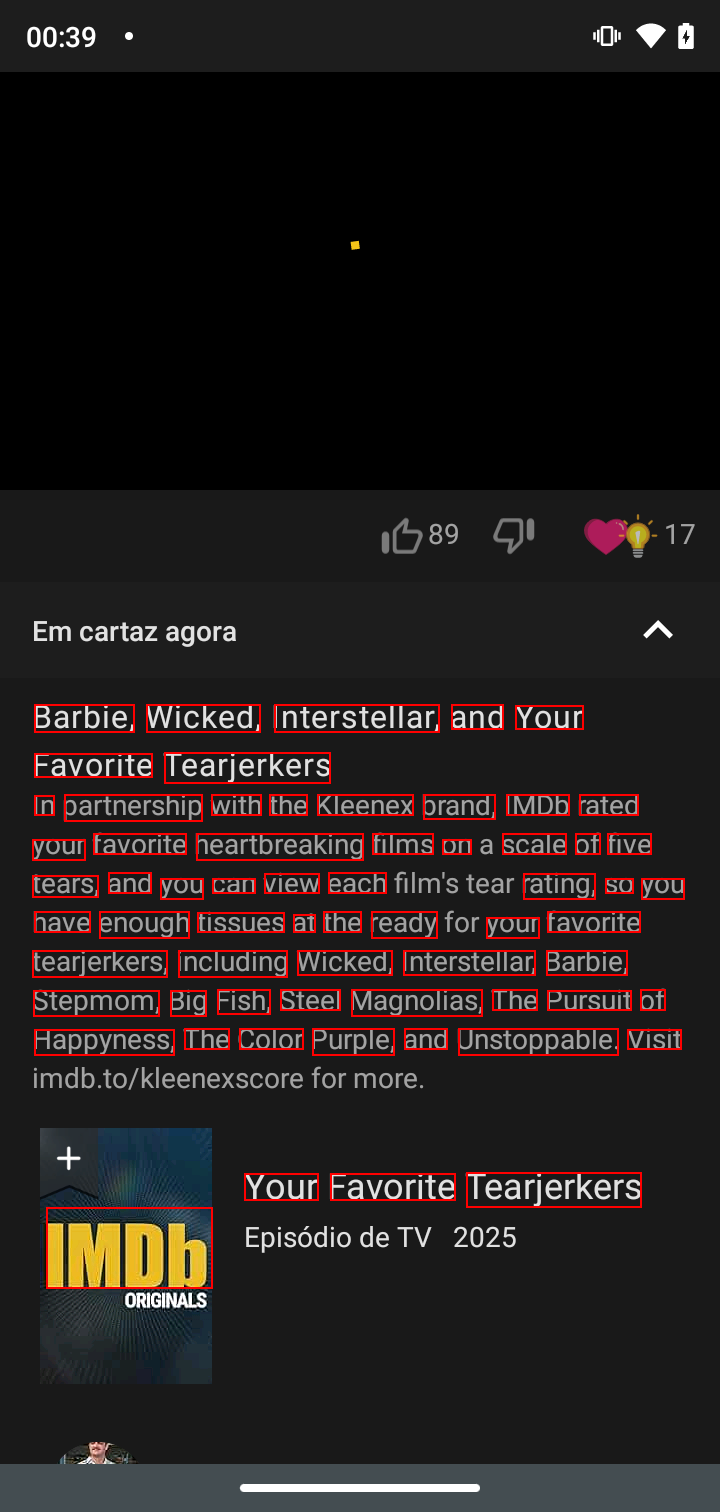 00:39
89
17
Em cartaz agora
Barbie, Wicked, Interstellar, and Your
Favorite Tearjerkers
In partnership with the Kleenex brand, IMDb rated
your favorite heartbreaking films on a scale of five
tears, and you can view each film's tear rating, so you
have enough tissues at the ready for your favorite
tearjerkers, including Wicked, Interstellar, Barbie,
Stepmom, Big Fish, Steel Magnolias, The Pursuit of
Happyness, The Color Purple, and Unstoppable. Visit
imdb.to/kleenexscore for more.
Your Favorite Tearjerkers
Episódio de TV 2025
IMDb
ORIGINALS